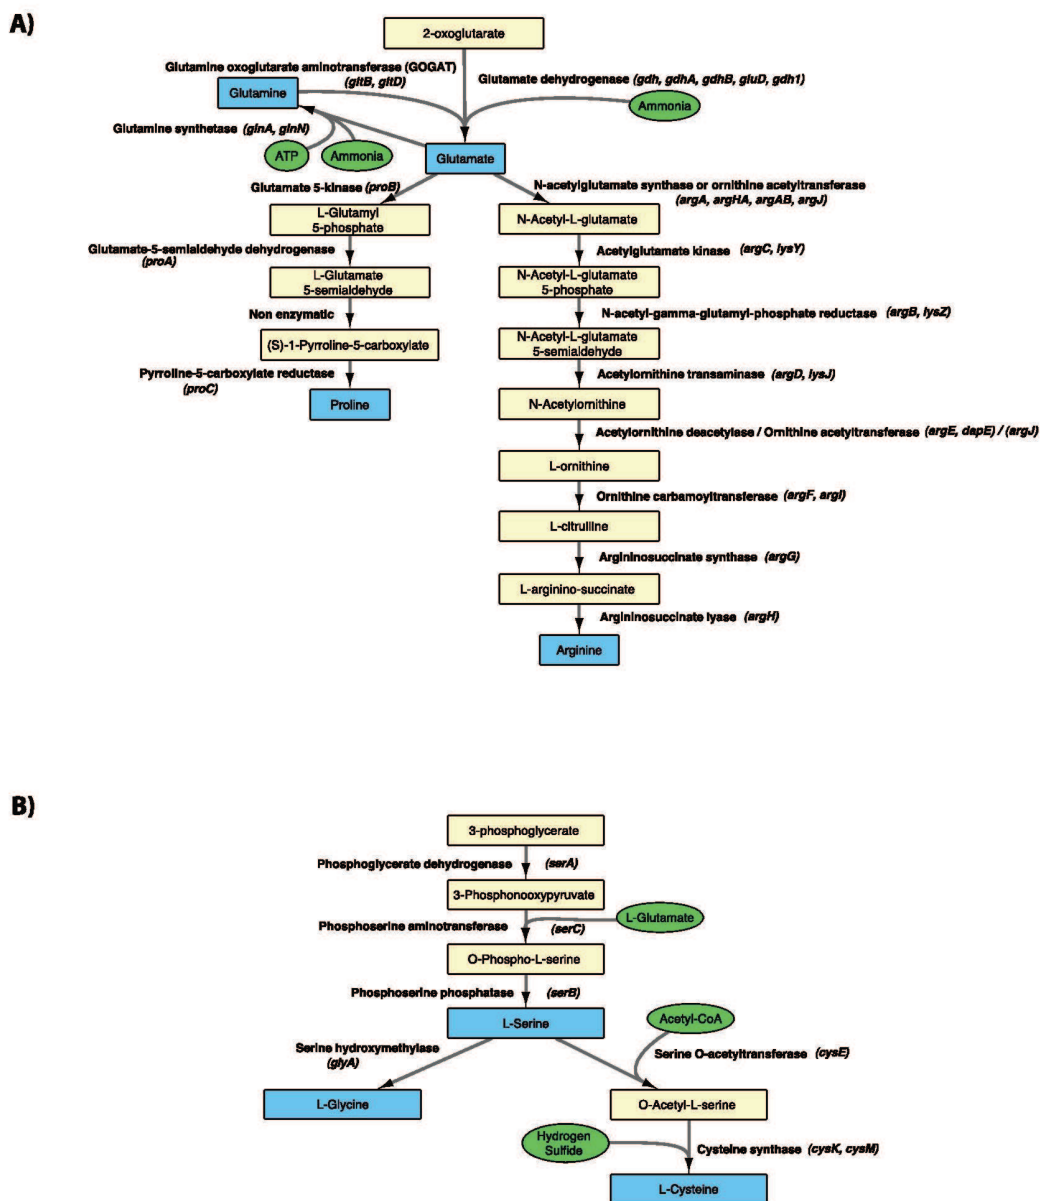 A)
2-oxoglutarate
Glutamine oxoglutarate aminotransferase (GOGAT)
(gltB, gltD)
Glutamate dehydrogenase (gdh, gdhA, gdhB, gluD, gdh1)
Glutamine
Ammonia
Glutamine synthetase (glnA, glnN)
ATP
Ammonia
Glutamate
Glutamate 5-kinase (proB)
N-acetylglutamate synthase or ornithine acetyltransferase
(argA, argHA, argAB, argJ)
L-Glutamyl
5-phosphate
N-Acetyl-L-glutamate
Glutamate-5-semialdehyde dehydrogenase
(proA)
Acetylglutamate kinase (argC, lysY)
L-Glutamate
5-semialdehyde
N-Acetyl-L-glutamate
5-phosphate
Non enzymatic
N-acetyl-gamma-glutamyl-phosphate reductase (argB, lysZ)
(S)-1-Pyrroline-5-carboxylate
N-Acetyl-L-glutamate
5-semialdehyde
Pyrroline-5-carboxylate reductase
(proC)
Acetylornithine transaminase (argD, lysJ)
Proline
N-Acetylornithine
Acetylornithine deacetylase / Ornithine acetyltransferase (argE, dapE) / (argJ)
L-ornithine
Ornithine carbamoyltransferase (argF, argI)
L-citrulline
Argininosuccinate synthase (argG)
L-arginino-succinate
Argininosuccinate lyase (argH)
Arginine
B)
3-phosphoglycerate
Phosphoglycerate dehydrogenase (serA)
3-Phosphonooxypyruvate
L-Glutamate
Phosphoserine aminotransferase (serC)
O-Phospho-L-serine
Phosphoserine phosphatase (serB)
L-Serine
Acetyl-CoA
Serine hydroxymethylase
(glyA)
Serine O-acetyltransferase (cysE)
L-Glycine
O-Acetyl-L-serine
Hydrogen
Sulfide
Cysteine synthase (cysK, cysM)
L-Cysteine